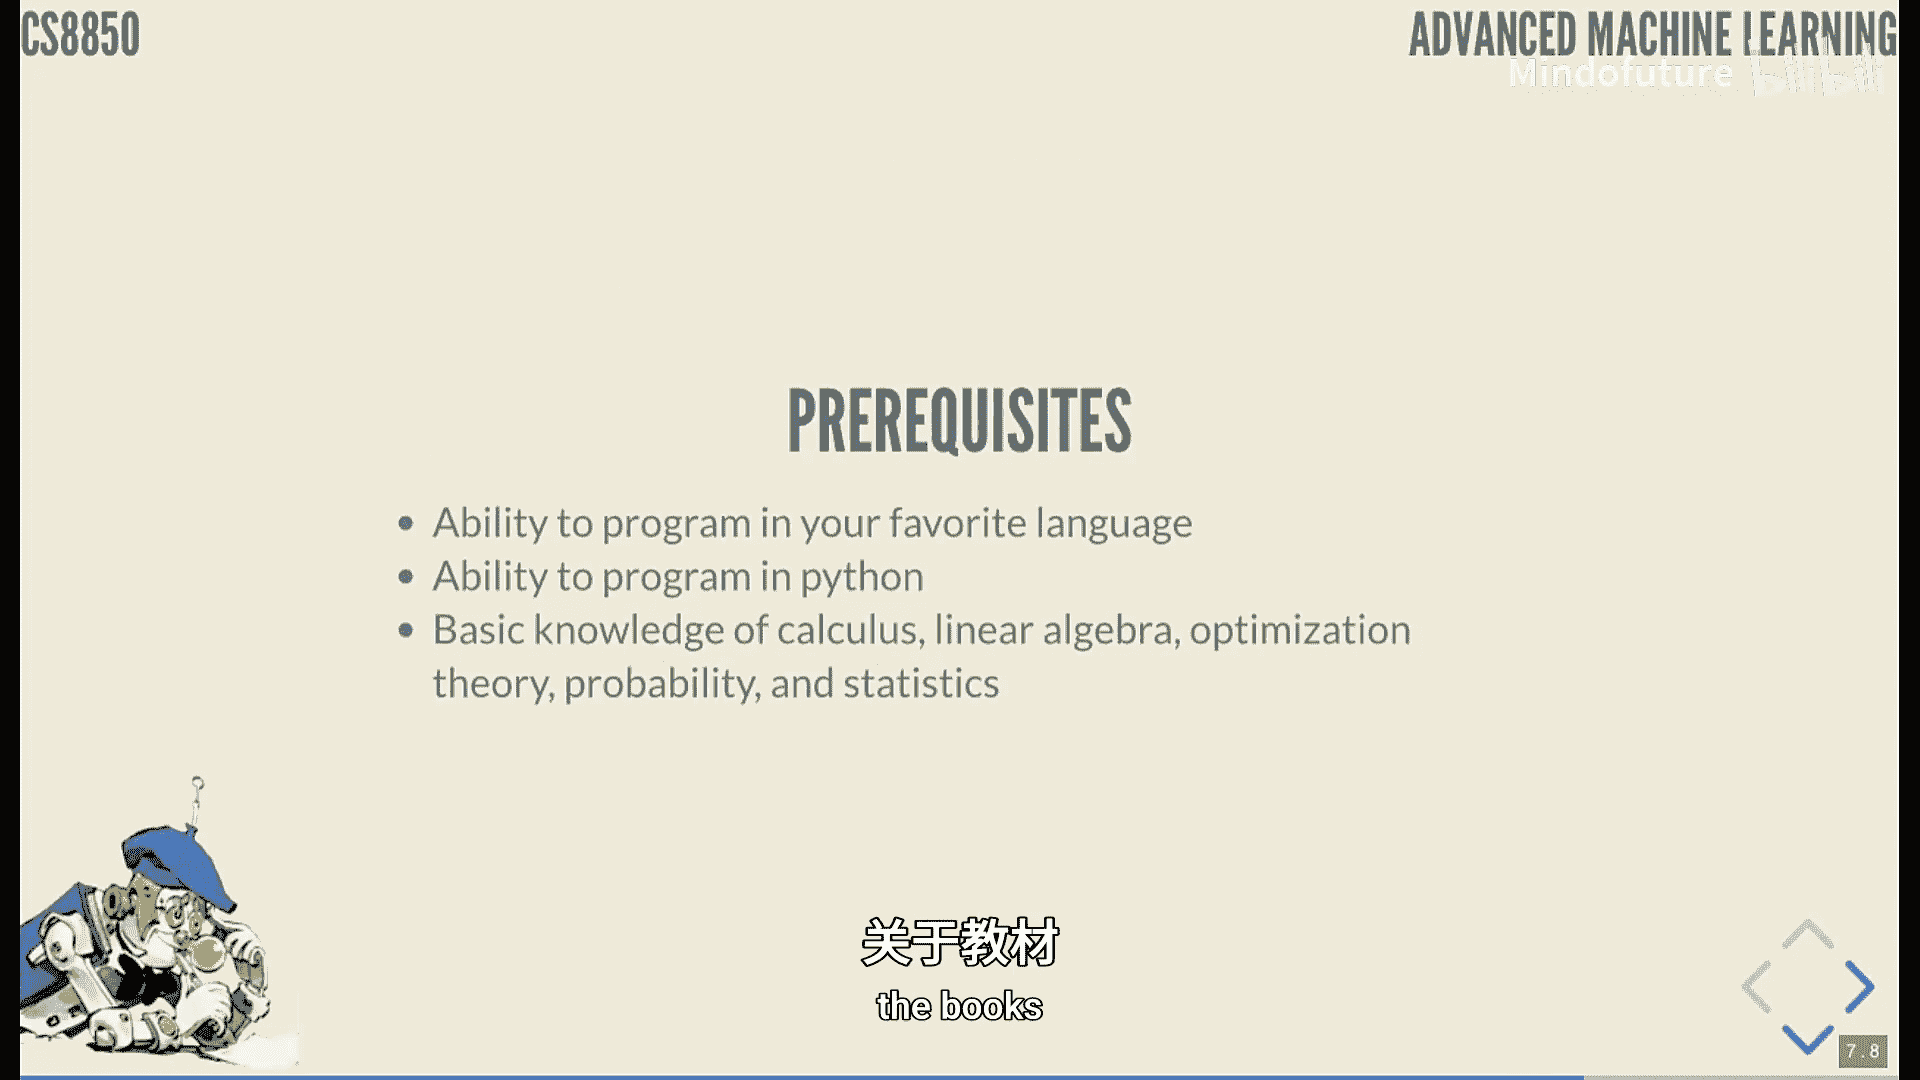 CS8850
ADVANCED MACHINE LEARNING
Mindofuture bilibili
PREREQUISITES
• Ability to program in your favorite language
• Ability to program in python
• Basic knowledge of calculus, linear algebra, optimization
theory, probability, and statistics
关于教材
the books
7.8